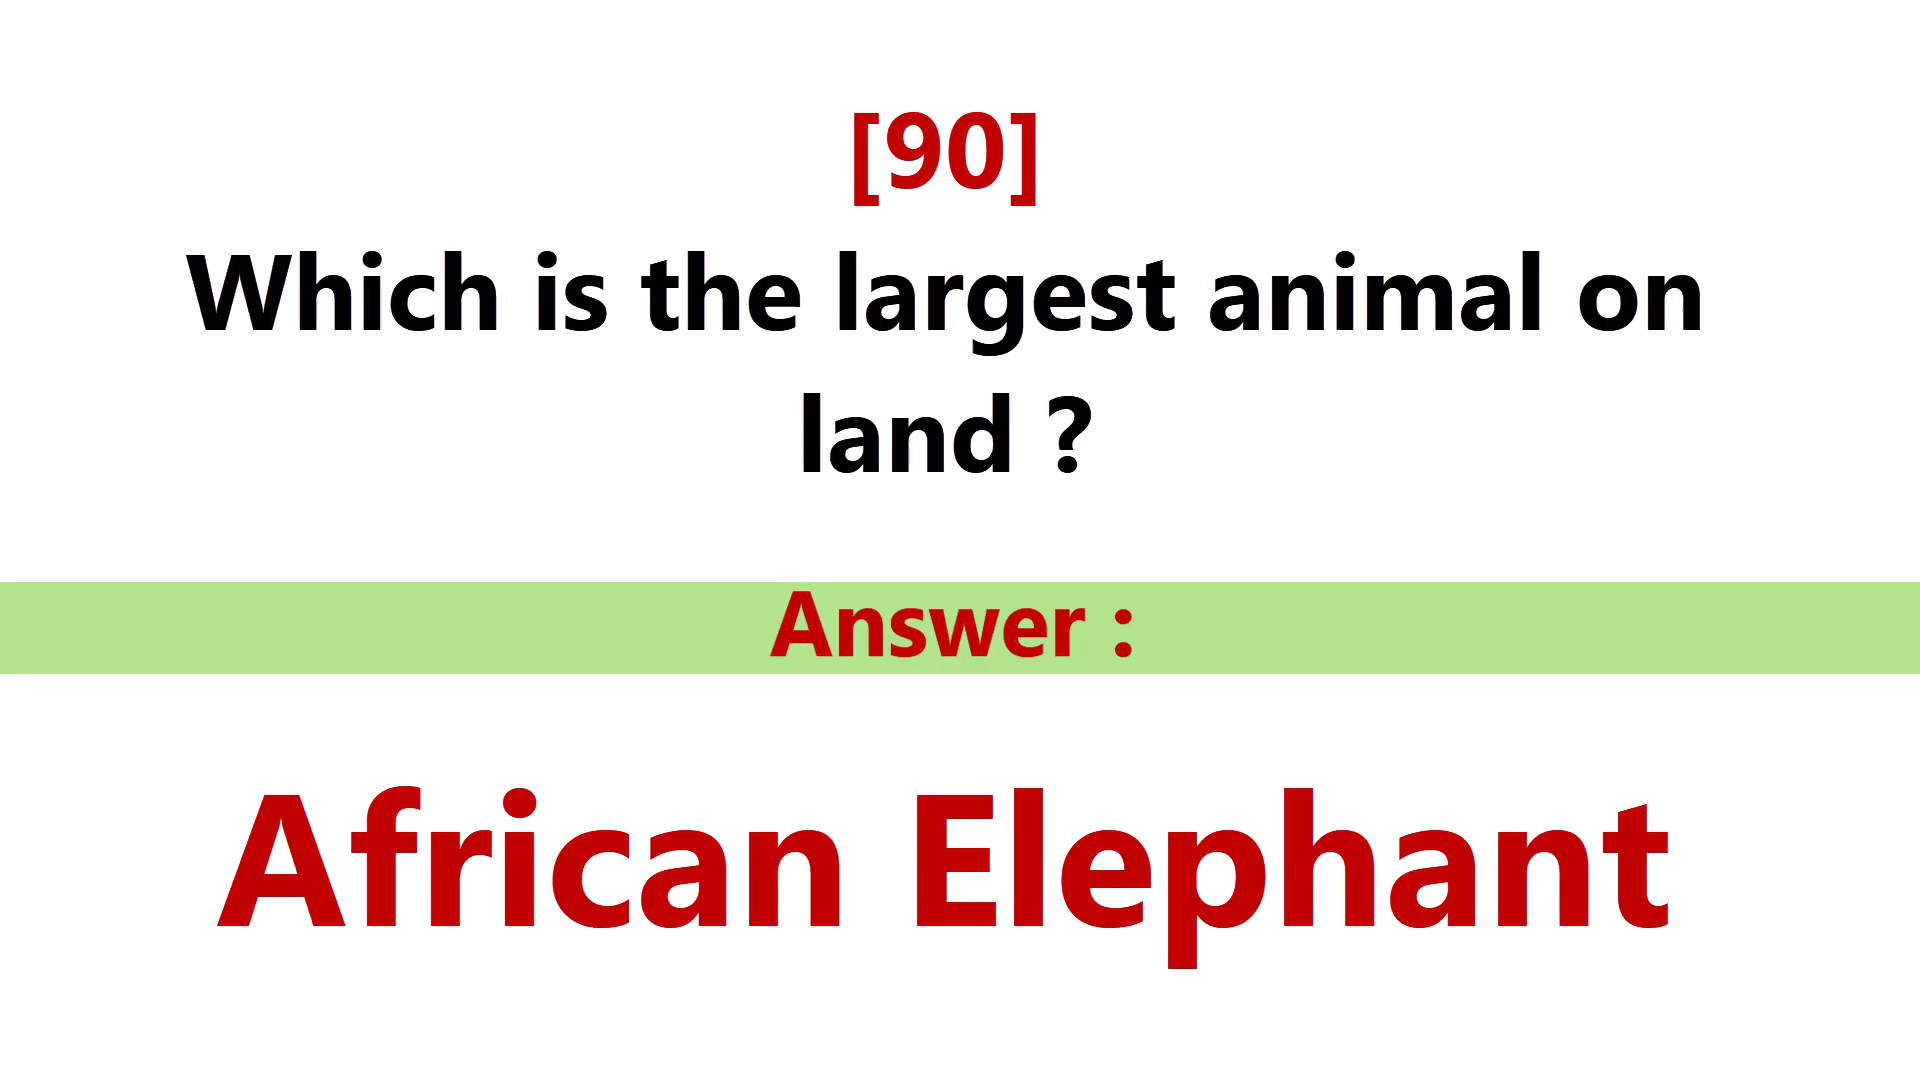 [90]
Which is the largest animal on
land ?
Answer :
African Elephant